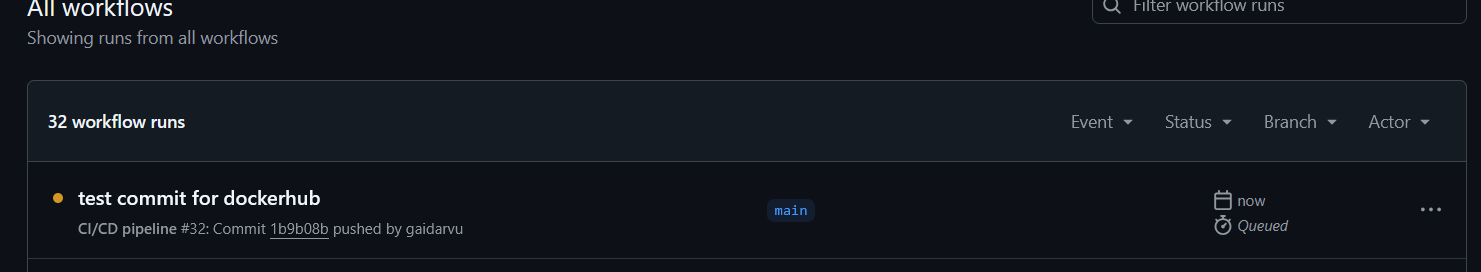 All workflows
Filter workflow runs
Showing runs from all workflows
32 workflow runs
Event
Status
Branch
Actor
test commit for dockerhub
main
now
CI/CD pipeline #32: Commit 1b9b08b pushed by gaidarvu
Queued